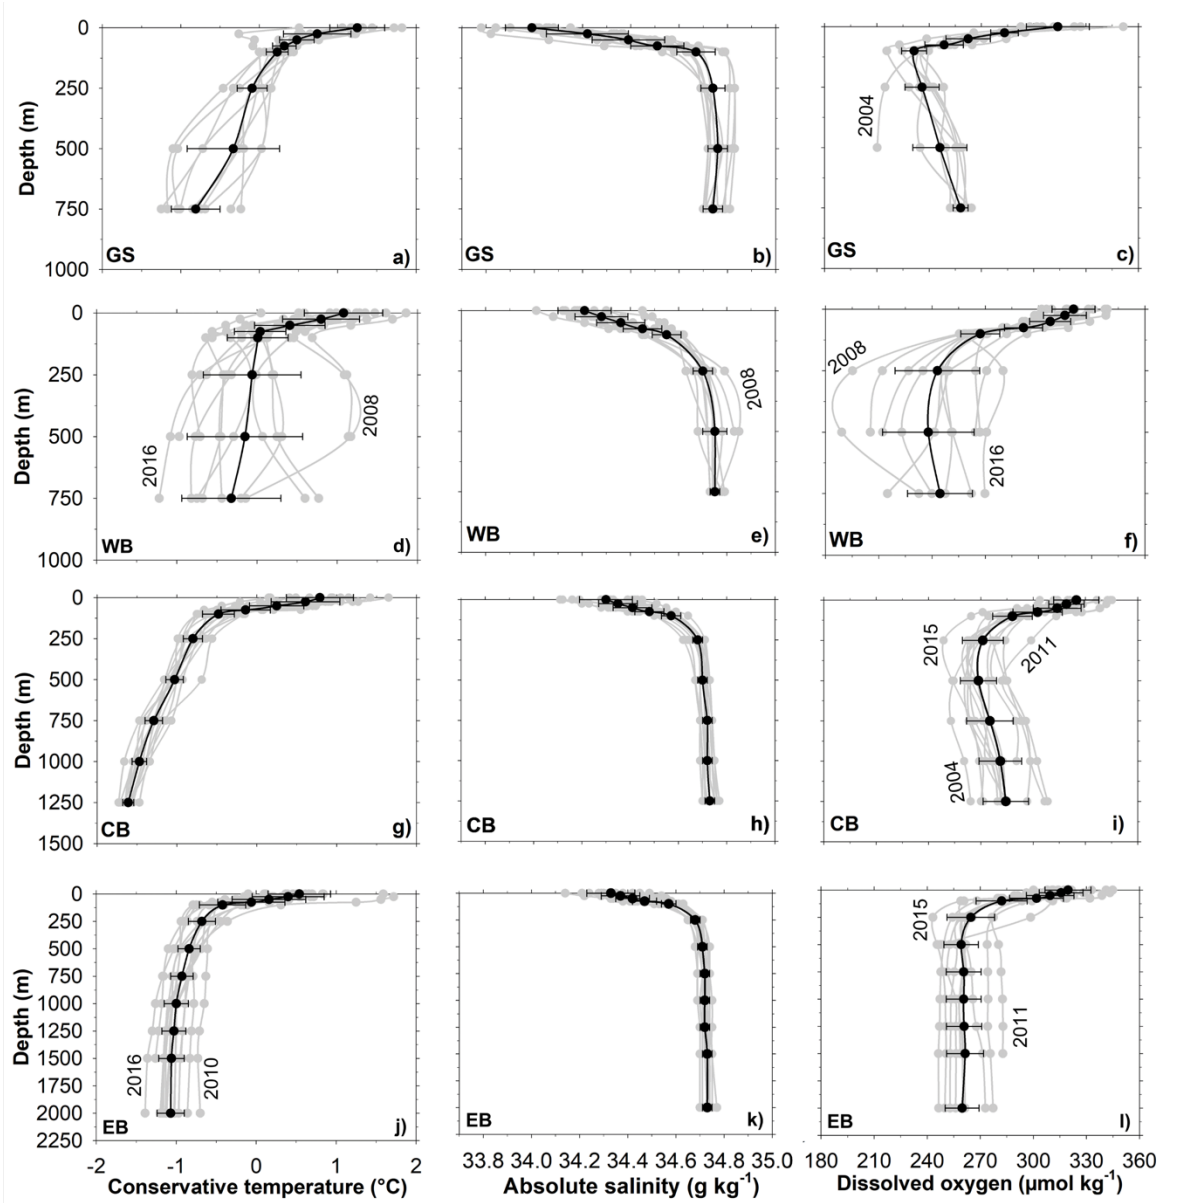 0
250
500
750
1000
Depth (m)
GS
a)
GS
b)
2004
GS
c)
0
250
500
750
1000
Depth (m)
2016
2008
WB
d)
2008
WB
e)
2008
2016
WB
f)
0
250
500
750
1000
1250
1500
Depth (m)
CB
g)
CB
h)
2015
2011
2004
CB
i)
0
250
500
750
1000
1250
1500
1750
2000
2250
Depth (m)
2016
2010
EB
j)
EB
k)
2015
2011
EB
l)
-2 -1 0 1 2
33.8 34.0 34.2 34.4 34.6 34.8 35.0
180 210 240 270 300 330 360
Conservative temperature (°C)
Absolute salinity (g kg⁻¹)
Dissolved oxygen (µmol kg⁻¹)